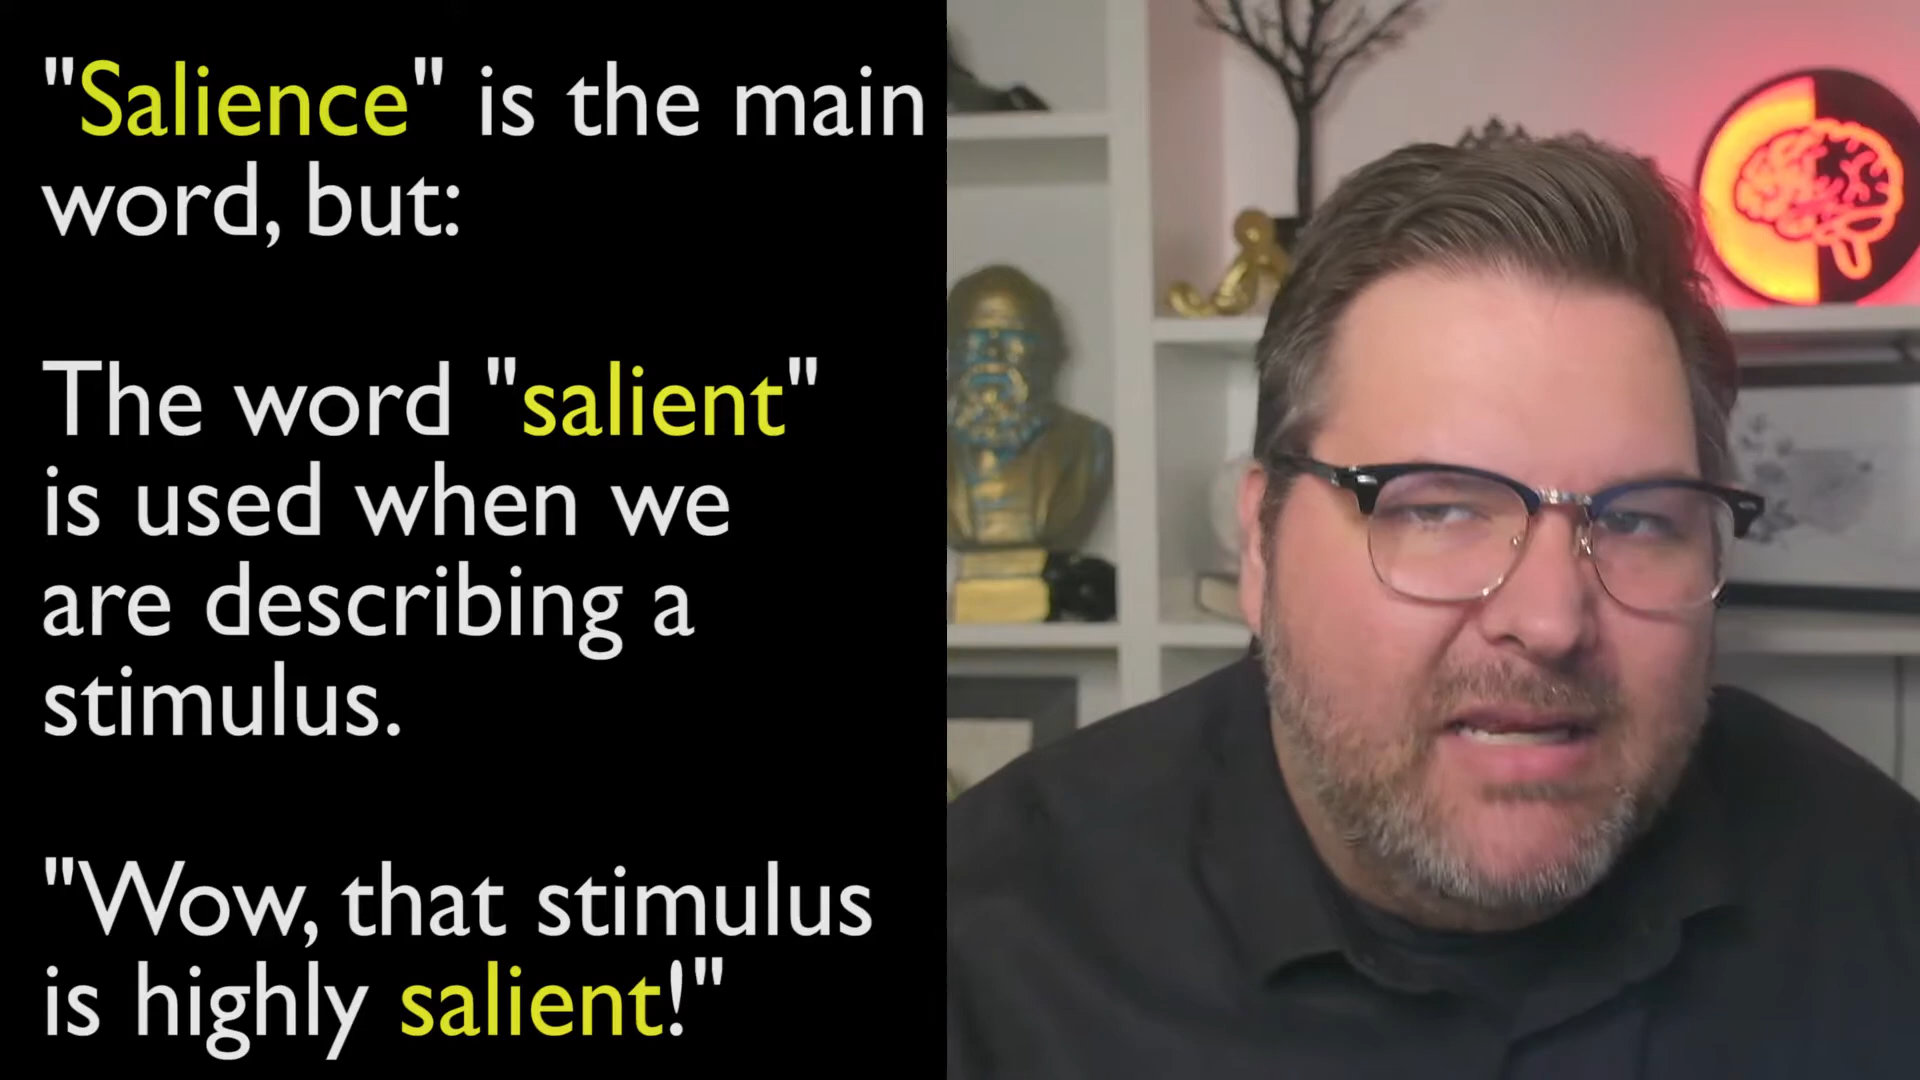 "Salience" is the main
word, but:
The word "salient"
is used when we
are describing a
stimulus.
"Wow, that stimulus
is highly salient!"